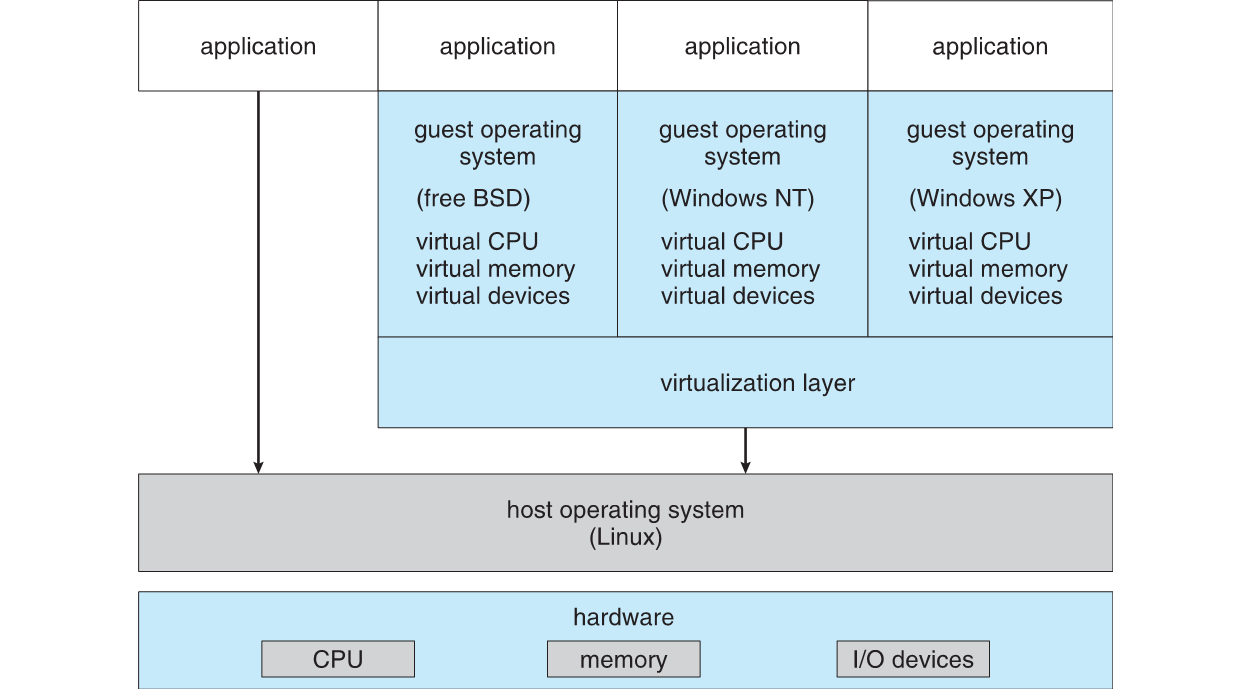 application
application
application
application
guest operating
system
(free BSD)
virtual CPU
virtual memory
virtual devices
guest operating
system
(Windows NT)
virtual CPU
virtual memory
virtual devices
guest operating
system
(Windows XP)
virtual CPU
virtual memory
virtual devices
virtualization layer
host operating system
(Linux)
hardware
CPU
memory
I/O devices